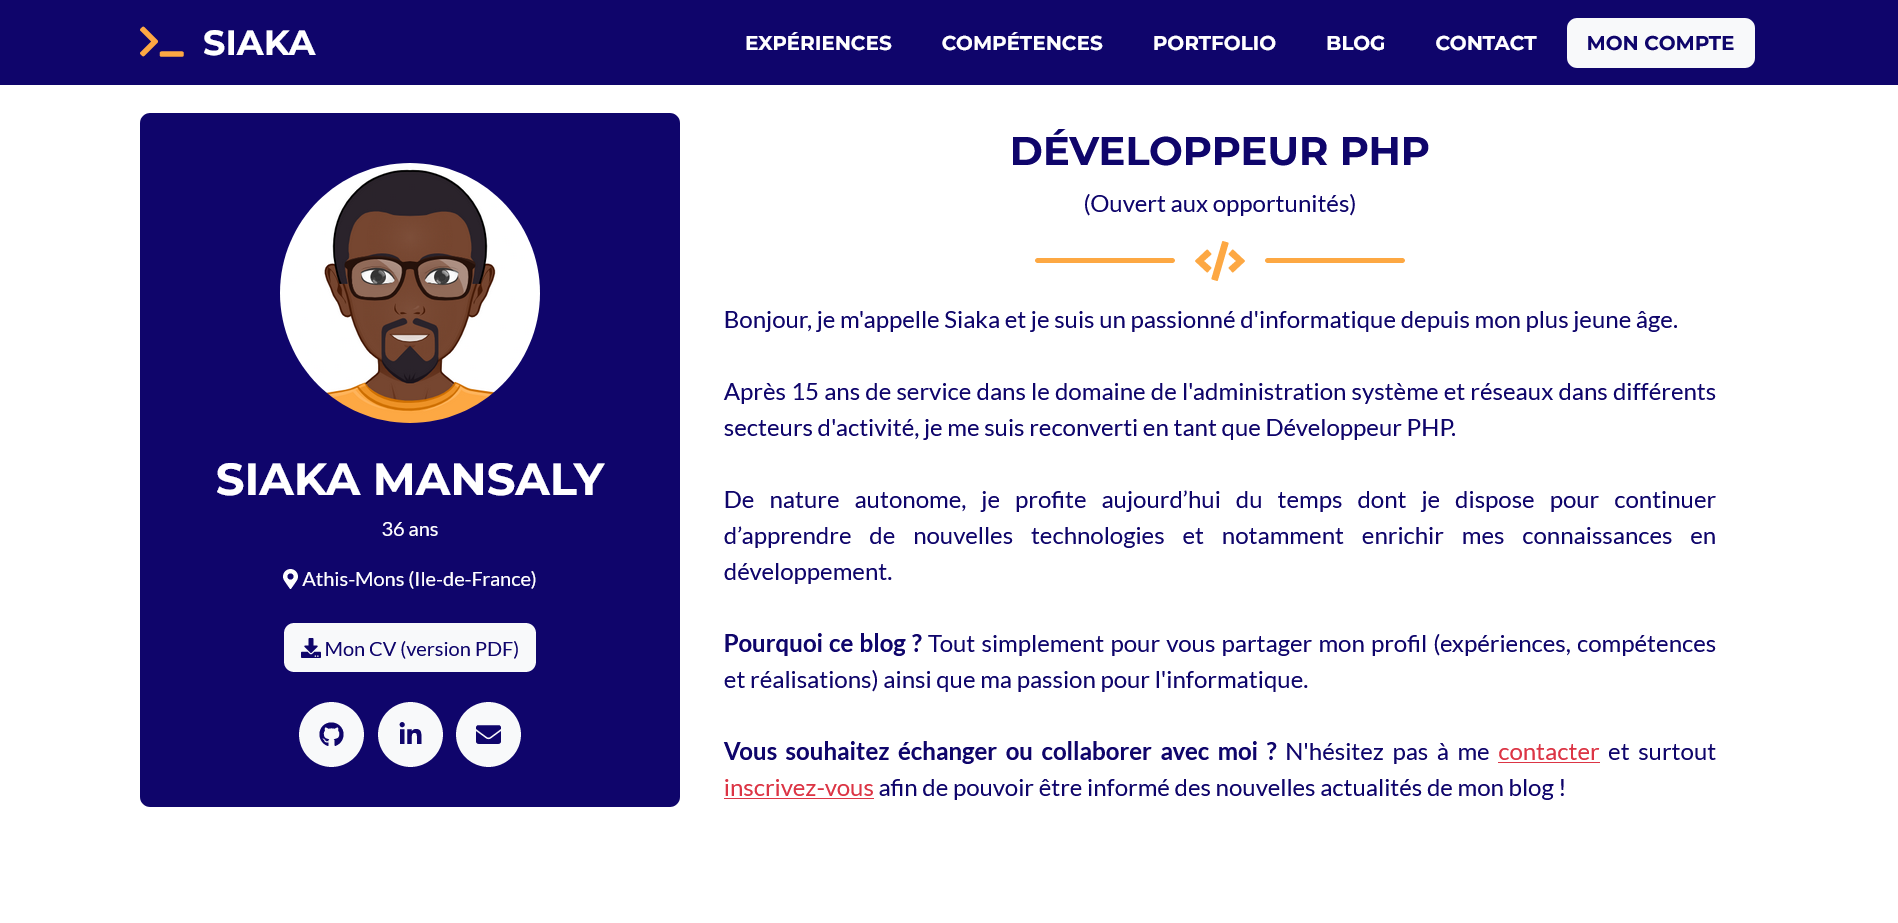 SIAKA
EXPÉRIENCES
COMPÉTENCES
PORTFOLIO
BLOG
CONTACT
MON COMPTE
SIAKA MANSALY
36 ans
Athis-Mons (Ile-de-France)
Mon CV (version PDF)
in
DÉVELOPPEUR PHP
(Ouvert aux opportunités)
Bonjour, je m'appelle Siaka et je suis un passionné d'informatique depuis mon plus jeune âge.
Après 15 ans de service dans le domaine de l'administration système et réseaux dans différents
secteurs d'activité, je me suis reconverti en tant que Développeur PHP.
De nature autonome, je profite aujourd’hui du temps dont je dispose pour continuer
d’apprendre de nouvelles technologies et notamment enrichir mes connaissances en
développement.
Pourquoi ce blog ? Tout simplement pour vous partager mon profil (expériences, compétences
et réalisations) ainsi que ma passion pour l'informatique.
Vous souhaitez échanger ou collaborer avec moi ? N'hésitez pas à me contacter et surtout
inscrivez-vous afin de pouvoir être informé des nouvelles actualités de mon blog !